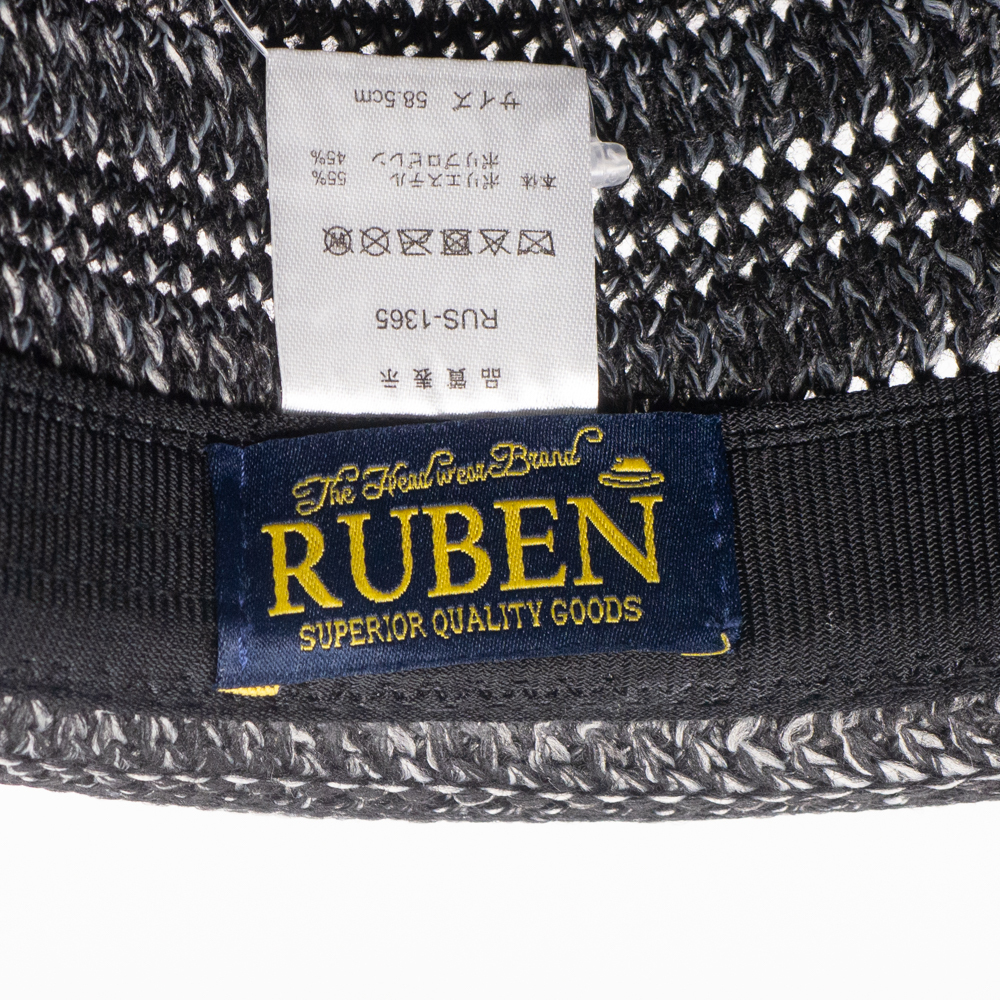 品質表示
RUS-1365
本体 ポリエステル 55%
ポリプロピレン 45%
サイズ 58.5cm
The Head wear Brand
RUBEN
SUPERIOR QUALITY GOODS